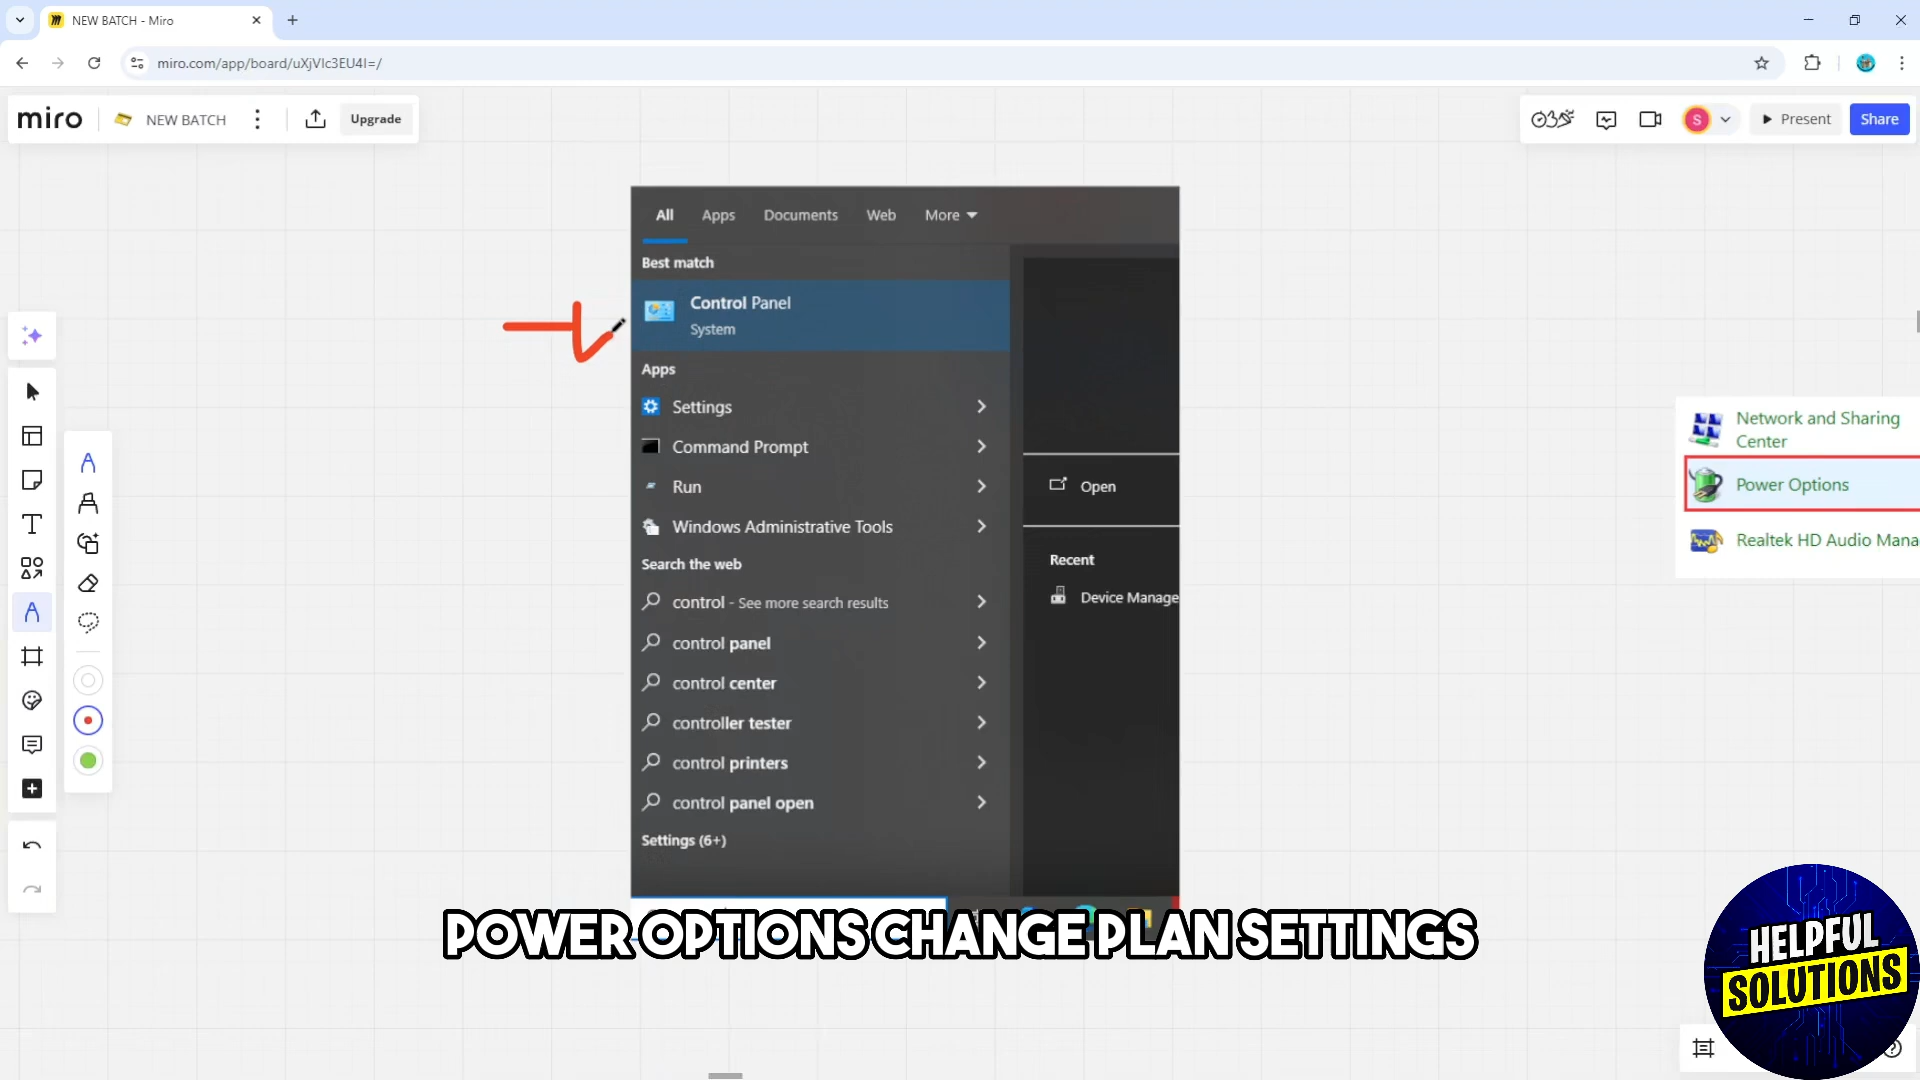 NEW BATCH - Miro
miro.com/app/board/uXjVIc3EU4I=/
miro
NEW BATCH
Upgrade
S
Present
Share
All
Apps
Documents
Web
More
Best match
Control Panel
System
Apps
Settings
Command Prompt
Run
Windows Administrative Tools
Search the web
control - See more search results
control panel
control center
controller tester
control printers
control panel open
Settings (6+)
Open
Recent
Device Manage
Network and Sharing
Center
Power Options
Realtek HD Audio Mana
POWER OPTIONS CHANGE PLAN SETTINGS
HELPFUL
SOLUTIONS